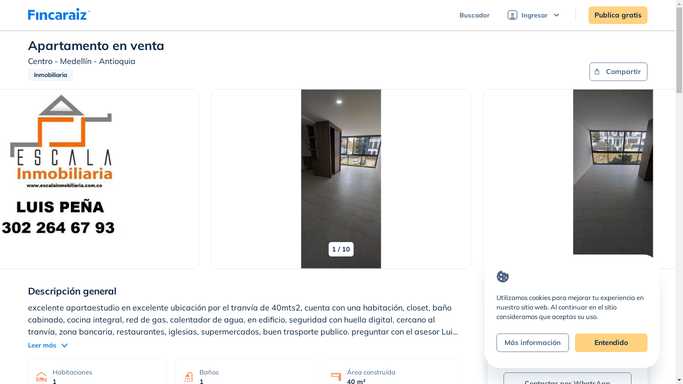 Fincaraiz
Buscador
Ingresar
Publica gratis
Apartamento en venta
Centro - Medellín - Antioquia
Inmobiliaria
Compartir
ESCALA
Inmobiliaria
www.escalainmobiliaria.com.co
LUIS PEÑA
302 264 67 93
1 / 10
Descripción general
excelente apartaestudio en excelente ubicación por el tranvía de 40mts2, cuenta con una habitación, closet, baño
cabinado, cocina integral, red de gas, calentador de agua, en edificio, seguridad con huella digital, cercano al
tranvía, zona bancaria, restaurantes, iglesias, supermercados, buen trasporte publico. preguntar con el asesor Lui...
Leer más
Habitaciones
1
Baños
1
Área construida
40 m²
Utilizamos cookies para mejorar tu experiencia en
nuestro sitio web. Al continuar en el sitio
consideramos que aceptas su uso.
Más información
Entendido
Contactar por WhatsApp